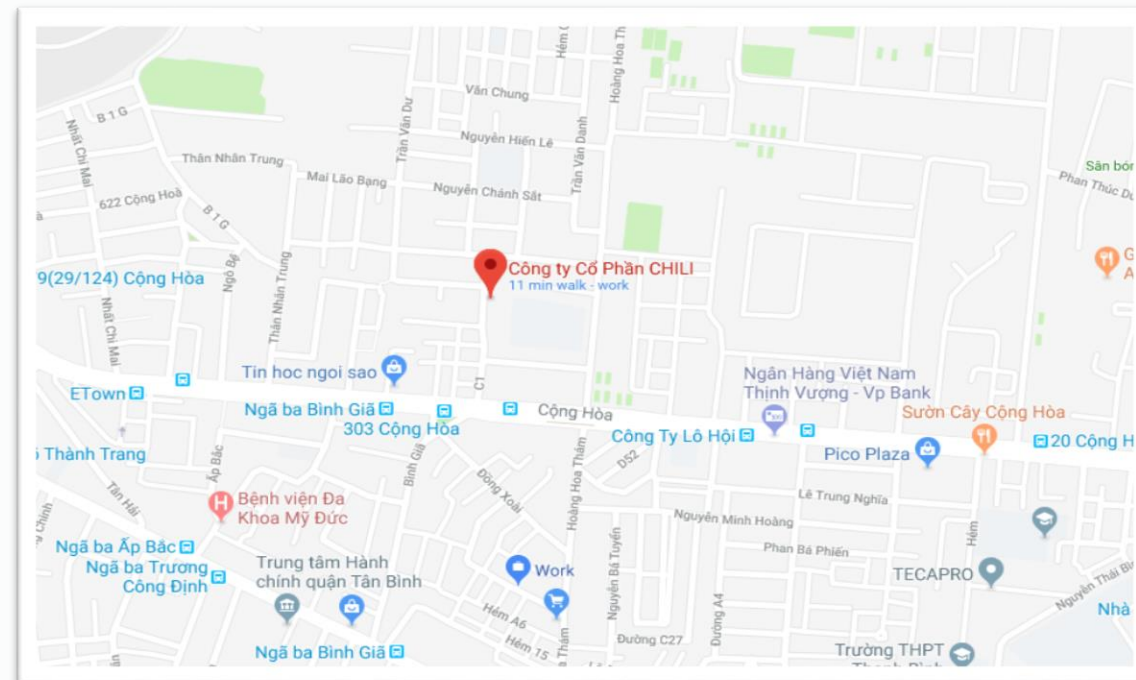 Văn Chung
B 1 G
Nguyễn Hiến Lê
Nhất Chi Mai
Trần Văn Dư
Trần Văn Danh
Thân Nhân Trung
Mai Lão Bạng
Nguyễn Chánh Sắt
Sân bón
Phan Thúc Du
622 Cộng Hoà
B 1 G
Công ty Cổ Phần CHILI
11 min walk - work
9(29/124) Cộng Hòa
Ngô Bệ
Thân Nhân Trung
Nhất Chi Mai
Tin hoc ngoi sao
C1
Ngân Hàng Việt Nam
Thịnh Vượng - Vp Bank
ETown
Ngã ba Bình Giã
303 Cộng Hòa
Cộng Hòa
Sườn Cây Cộng Hòa
Công Ty Lô Hội
20 Cộng H
Pico Plaza
Thành Trang
Ấp Bắc
Bình Giã
D52
Tân Hải
Đồng Xoài
Hoàng Hoa Thám
Lê Trung Nghĩa
Bệnh viện Đa
Khoa Mỹ Đức
Nguyễn Minh Hoàng
Hẻm
Phan Bá Phiến
Ngã ba Ấp Bắc
Ngã ba Trương
Công Định
Trung tâm Hành
chính quận Tân Bình
Work
Nguyễn Bá Tuyển
TECAPRO
Nguyễn Thái Bì
Nhà
Hẻm A6
Đường A4
Hẻm 15
Đường C27
Ngã ba Bình Giã
Trường THPT